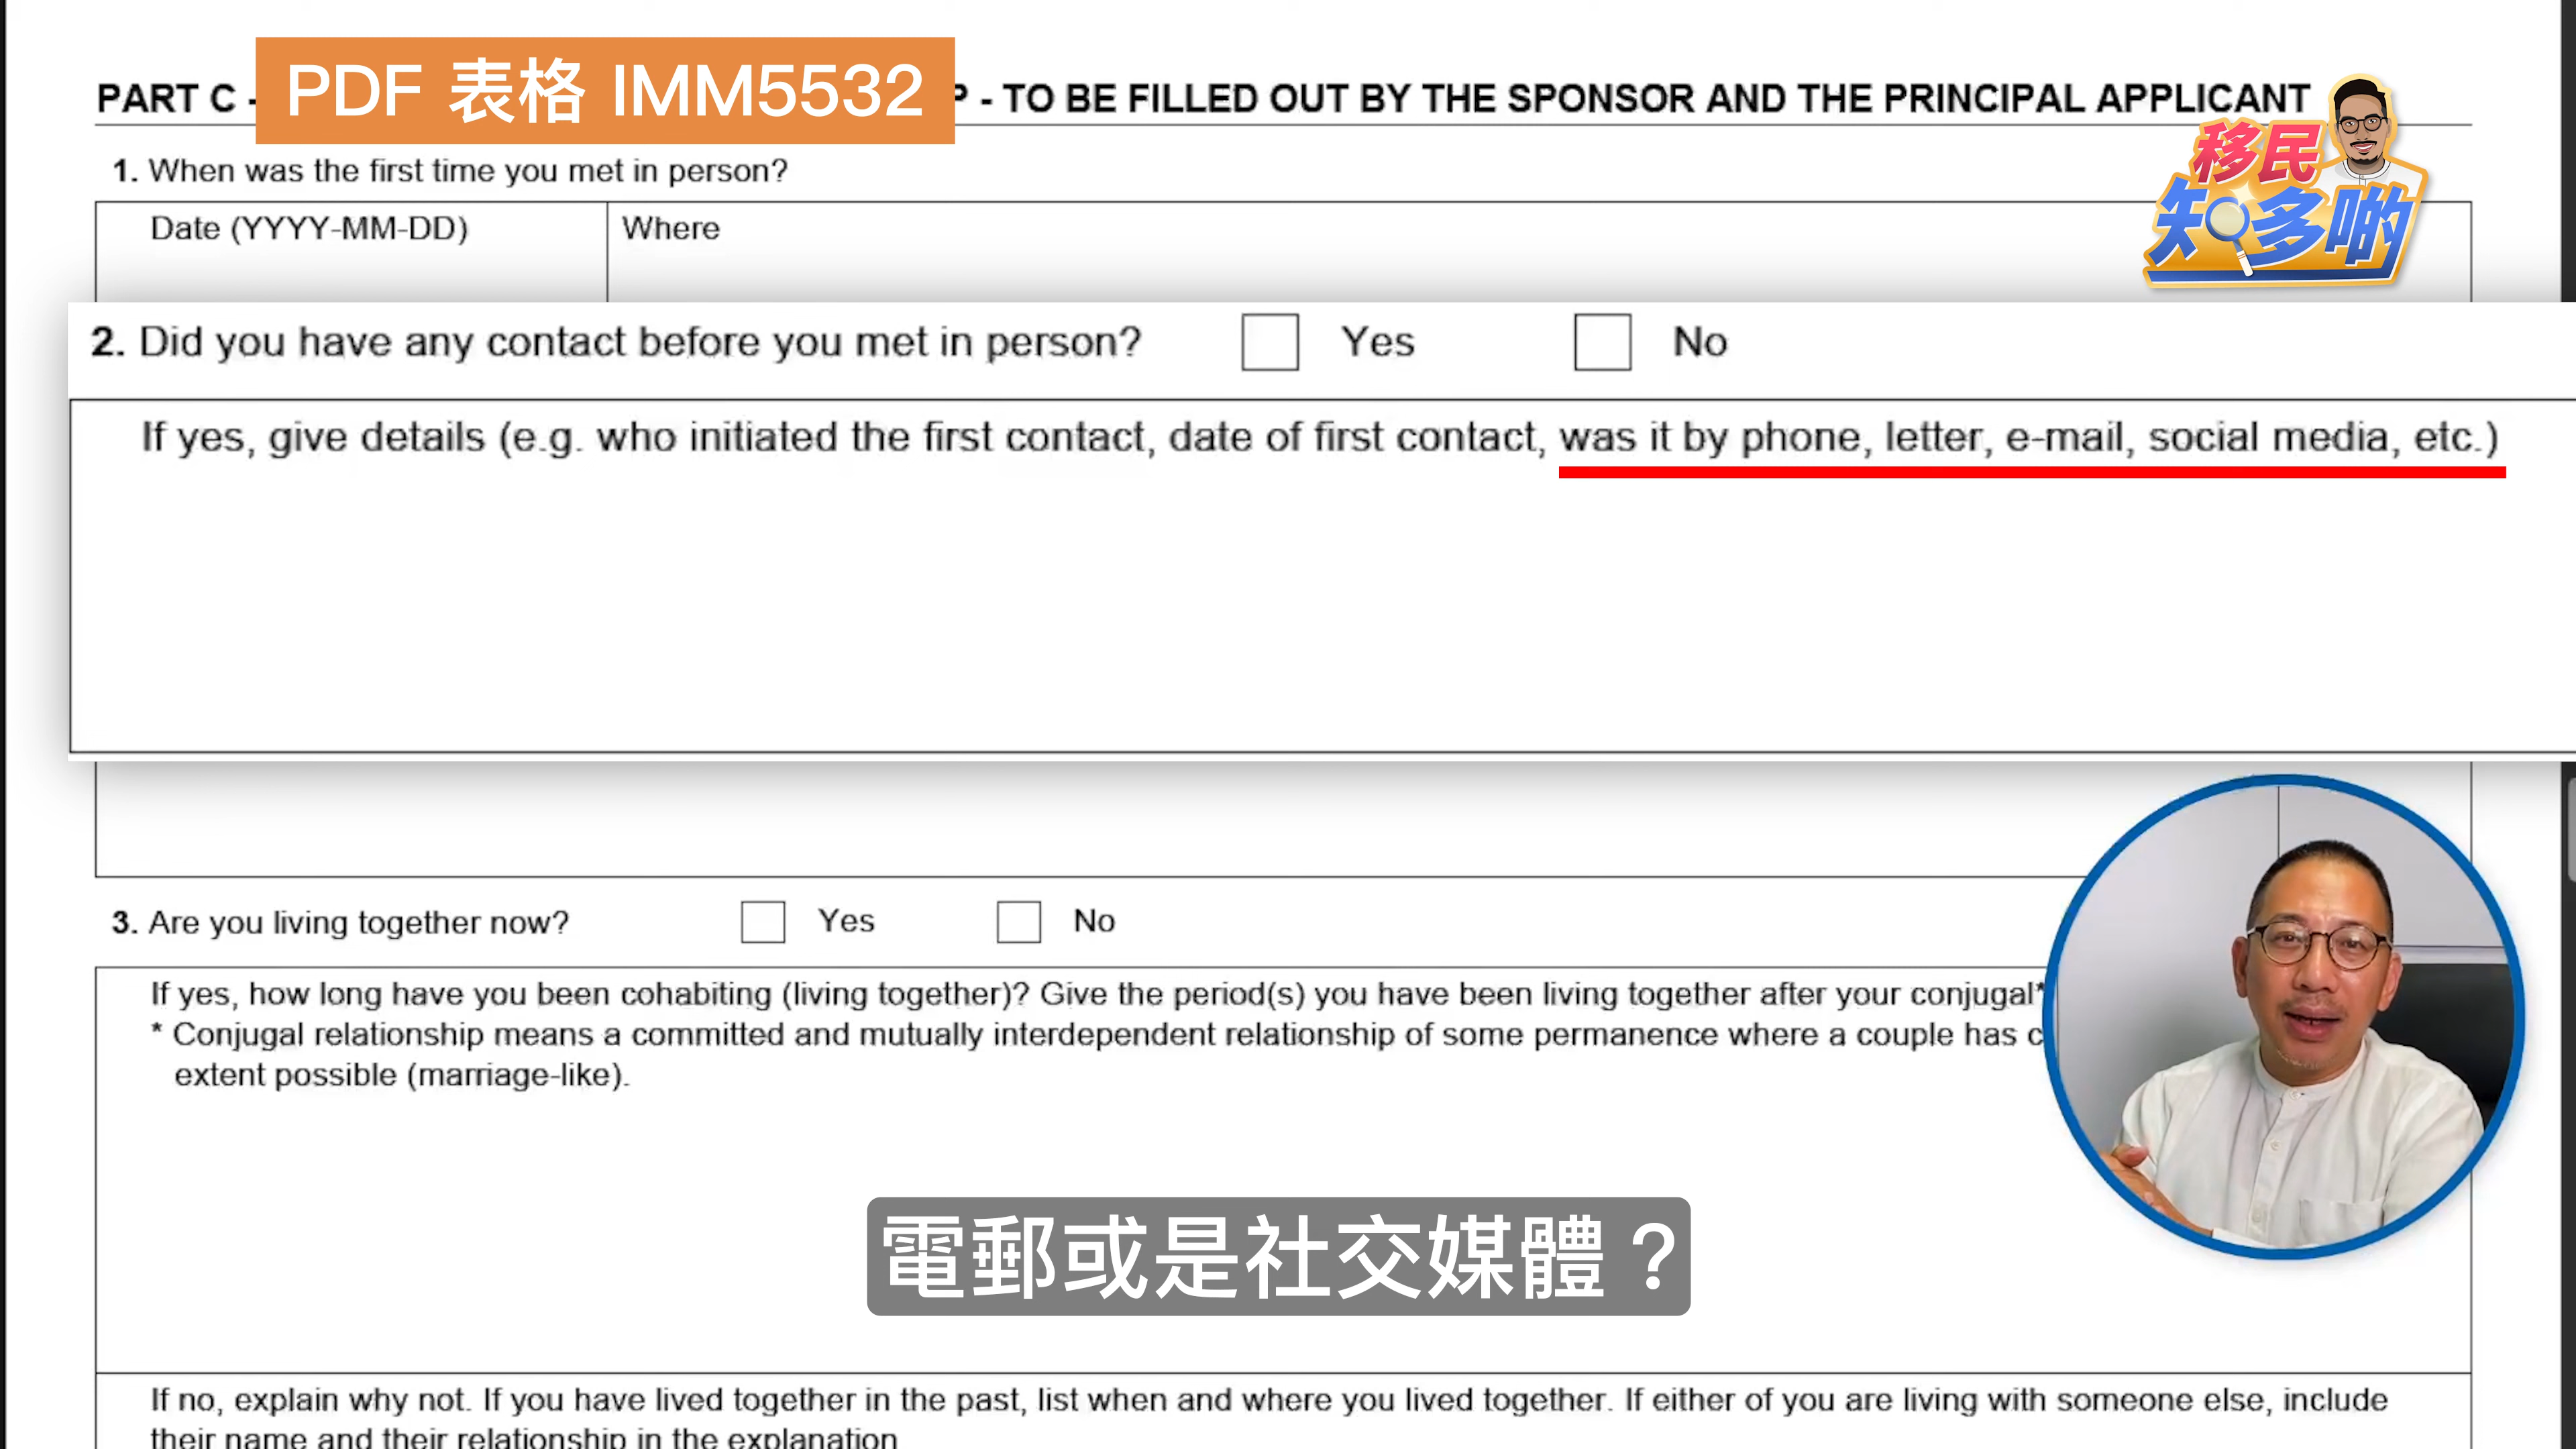 PDF 表格 IMM5532
PART C - P - TO BE FILLED OUT BY THE SPONSOR AND THE PRINCIPAL APPLICANT
移民
知多啲
1. When was the first time you met in person?
Date (YYYY-MM-DD) Where
2. Did you have any contact before you met in person? Yes No
If yes, give details (e.g. who initiated the first contact, date of first contact, was it by phone, letter, e-mail, social media, etc.)
3. Are you living together now? Yes No
If yes, how long have you been cohabiting (living together)? Give the period(s) you have been living together after your conjugal*
* Conjugal relationship means a committed and mutually interdependent relationship of some permanence where a couple has c
extent possible (marriage-like).
電郵或是社交媒體？
If no, explain why not. If you have lived together in the past, list when and where you lived together. If either of you are living with someone else, include
their name and their relationship in the explanation